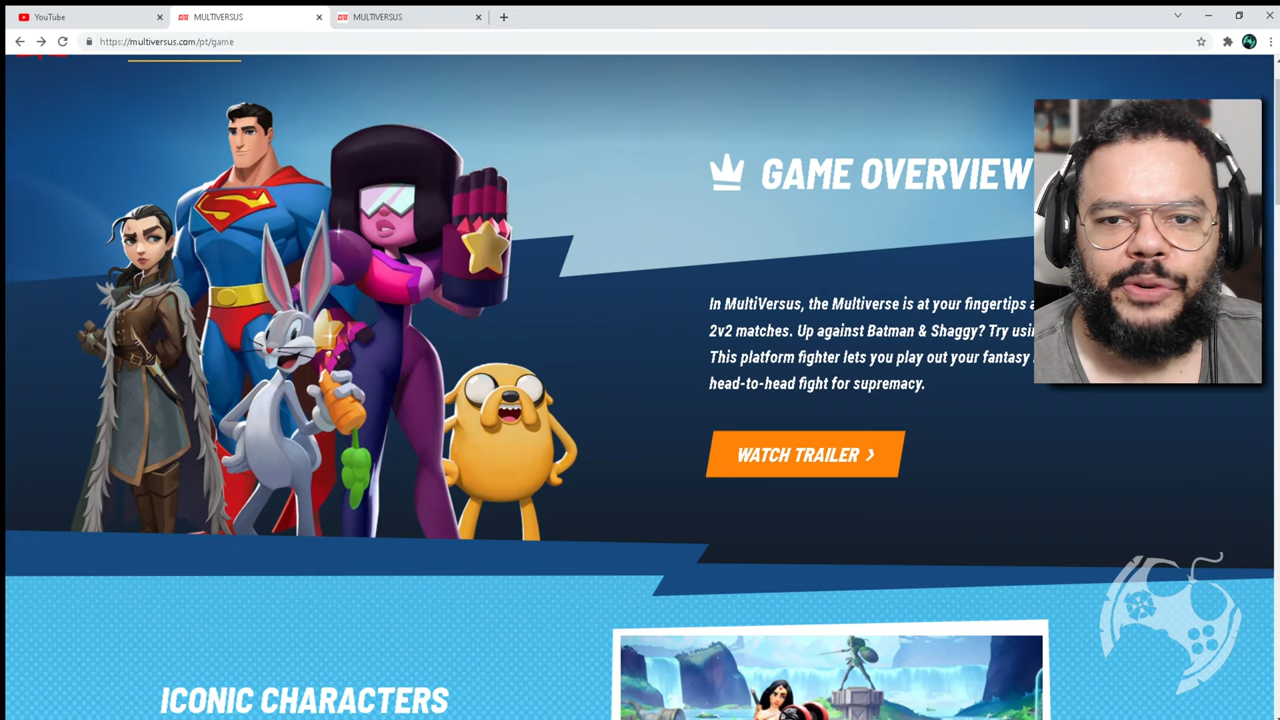 YouTube
MULTIVERSUS
MULTIVERSUS
https://multiversus.com/pt/game
GAME OVERVIEW
In MultiVersus, the Multiverse is at your fingertips
2v2 matches. Up against Batman & Shaggy? Try
This platform fighter lets you play out your fantasy
head-to-head fight for supremacy.
WATCH TRAILER
ICONIC CHARACTERS